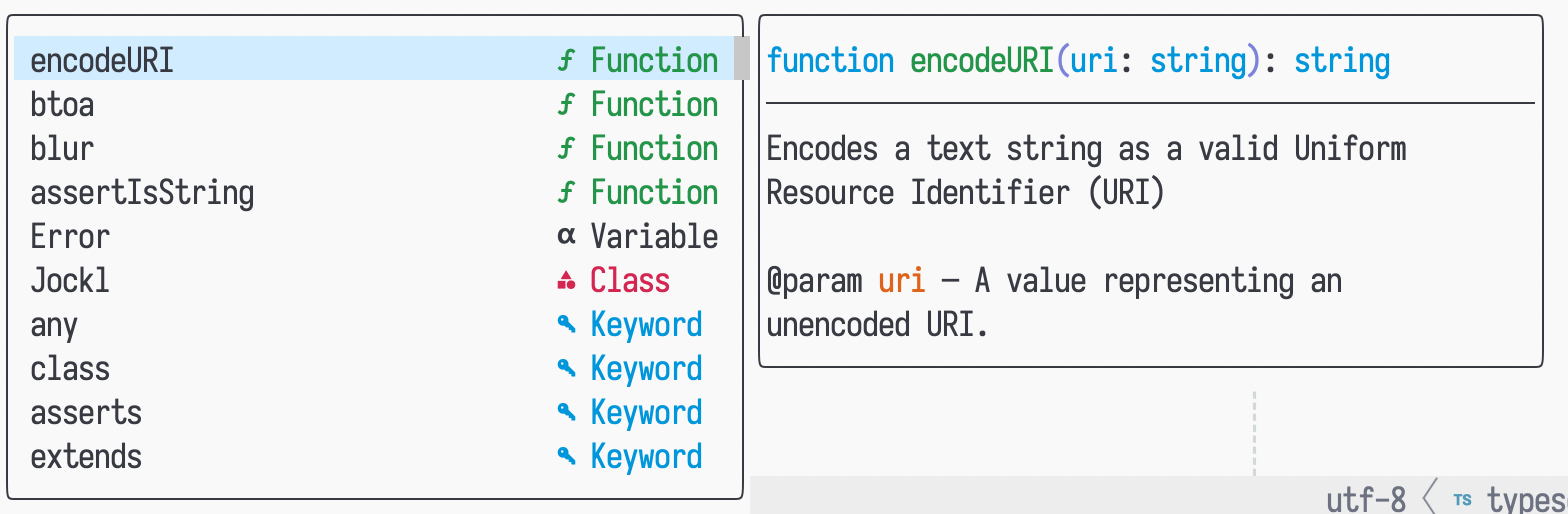 encodeURI ƒ Function
btoa ƒ Function
blur ƒ Function
assertIsString ƒ Function
Error α Variable
Jockl Class
any Keyword
class Keyword
asserts Keyword
extends Keyword
function encodeURI(uri: string): string
Encodes a text string as a valid Uniform
Resource Identifier (URI)
@param uri — A value representing an
unencoded URI.
utf-8 TS types